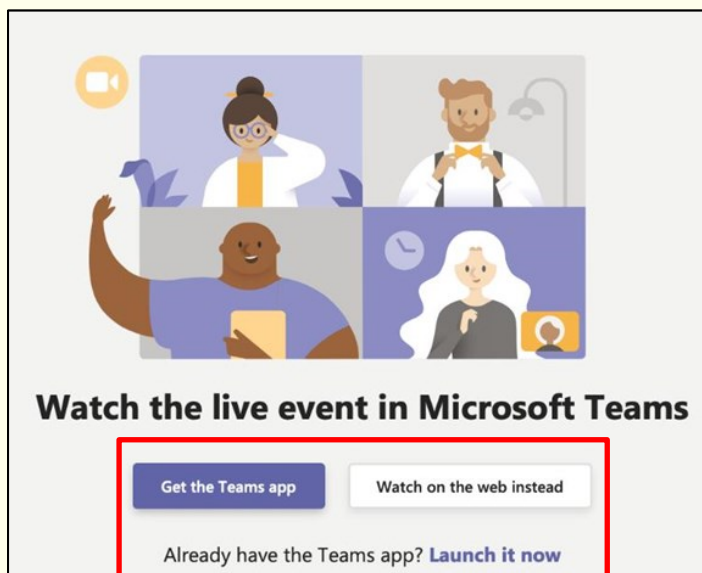 Watch the live event in Microsoft Teams
Get the Teams app
Watch on the web instead
Already have the Teams app? Launch it now